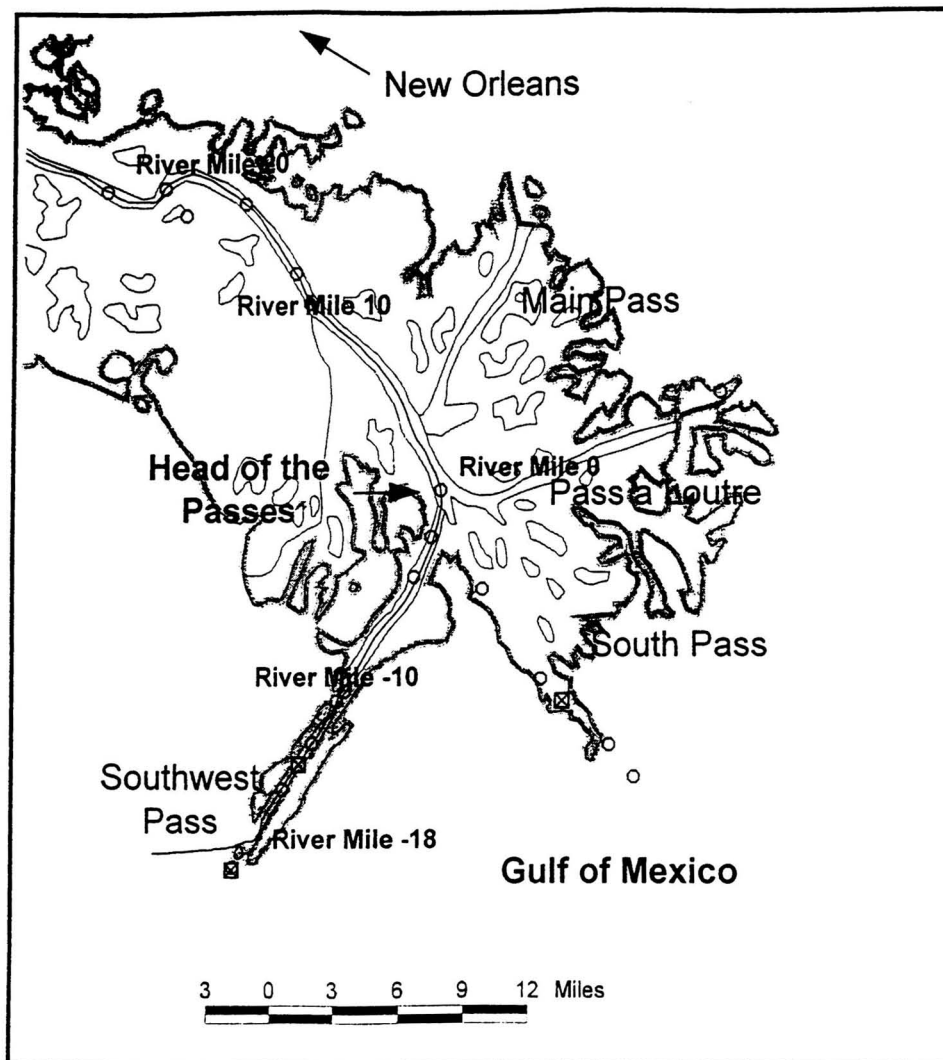 New Orleans
River Mile 20
River Mile 10
Main Pass
Head of the
Passes
River Mile 0
Pass a Loutre
South Pass
River Mile -10
Southwest
Pass
River Mile -18
Gulf of Mexico
3 0 3 6 9 12 Miles